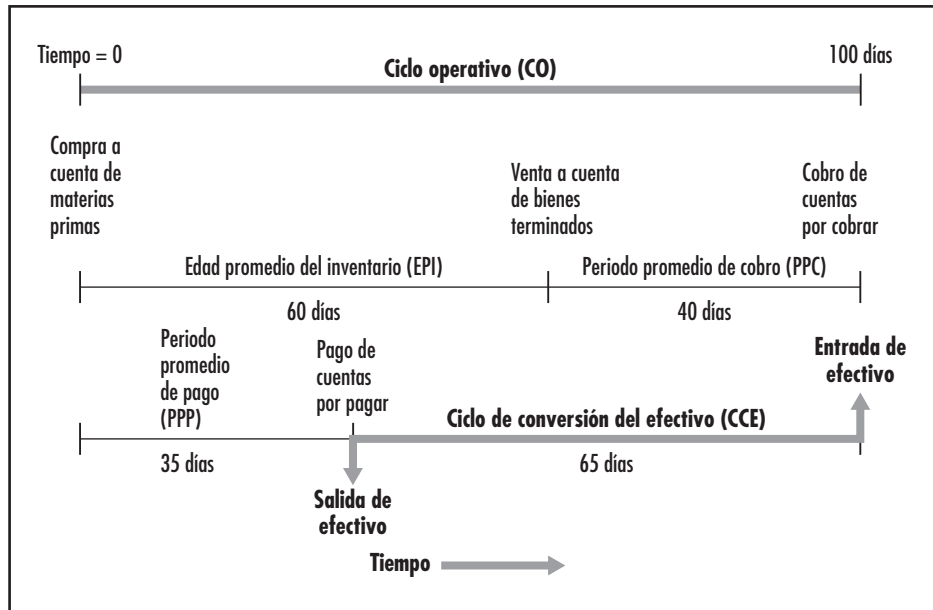 Tiempo = 0
100 días
Ciclo operativo (CO)
Compra a
cuenta de
materias
primas
Venta a cuenta
de bienes
terminados
Cobro de
cuentas
por cobrar
Edad promedio del inventario (EPI)
Periodo promedio de cobro (PPC)
60 días
40 días
Periodo
promedio
de pago
(PPP)
Pago de
cuentas
por pagar
Entrada de
efectivo
Ciclo de conversión del efectivo (CCE)
35 días
65 días
Salida de
efectivo
Tiempo